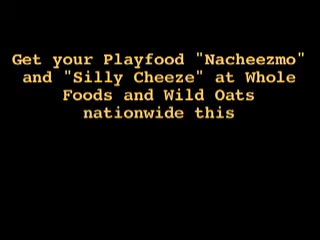 Get your Playfood "Nacheezmo"
and "Silly Cheeze" at Whole
Foods and Wild Oats
nationwide this